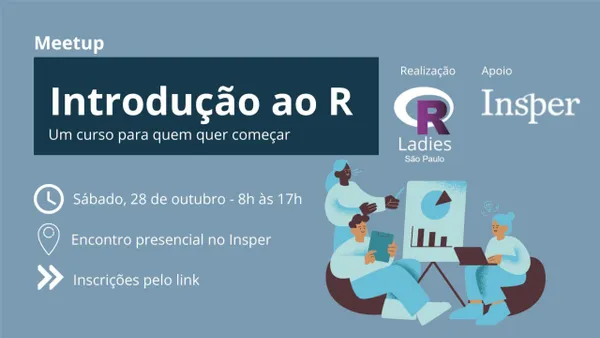 Meetup
Introdução ao R
Um curso para quem quer começar
Realização
Apoio
R
Ladies
São Paulo
Insper
Sábado, 28 de outubro - 8h às 17h
Encontro presencial no Insper
Inscrições pelo link